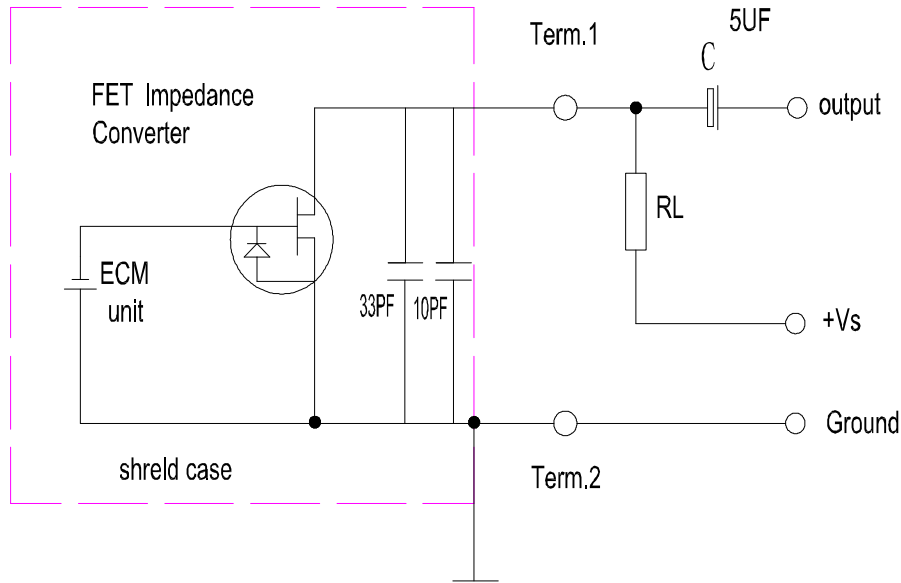 5UF
Term.1
C
FET Impedance
Converter
output
RL
ECM
unit
33PF
10PF
+Vs
Ground
shreld case
Term.2